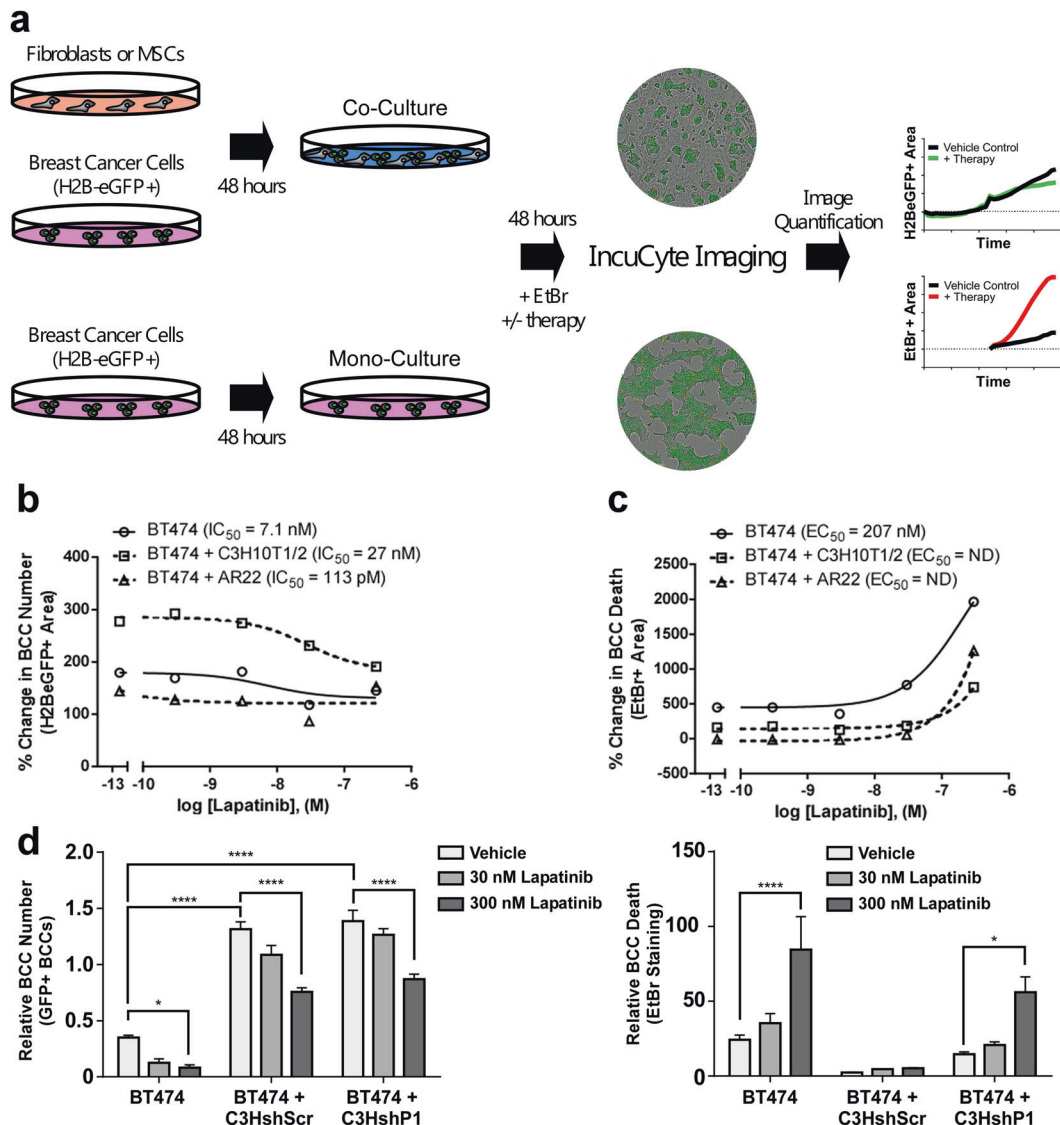 a
Fibroblasts or MSCs
Breast Cancer Cells
(H2B-eGFP+)
48 hours
Co-Culture
Breast Cancer Cells
(H2B-eGFP+)
48 hours
Mono-Culture
48 hours
+ EtBr
+/- therapy
IncuCyte Imaging
Image
Quantification
H2BeGFP+ Area
Vehicle Control
+ Therapy
Time
EtBr + Area
Vehicle Control
+ Therapy
Time
b
BT474 (IC50 = 7.1 nM)
BT474 + C3H10T1/2 (IC50 = 27 nM)
BT474 + AR22 (IC50 = 113 pM)
% Change in BCC Number
(H2BeGFP+ Area)
400
300
200
100
0
-13 -10 -9 -8 -7 -6
log [Lapatinib], (M)
c
BT474 (EC50 = 207 nM)
BT474 + C3H10T1/2 (EC50 = ND)
BT474 + AR22 (EC50 = ND)
% Change in BCC Death
(EtBr+ Area)
2500
2000
1500
1000
500
0
-500
-13 -10 -9 -8 -7 -6
log [Lapatinib], (M)
d
Relative BCC Number
(GFP+ BCCs)
2.0
1.5
1.0
0.5
0
****
****
****
****
*
Vehicle
30 nM Lapatinib
300 nM Lapatinib
BT474
BT474 +
C3HshScr
BT474 +
C3HshP1
Relative BCC Death
(EtBr Staining)
150
100
50
0
****
*
Vehicle
30 nM Lapatinib
300 nM Lapatinib
BT474
BT474 +
C3HshScr
BT474 +
C3HshP1